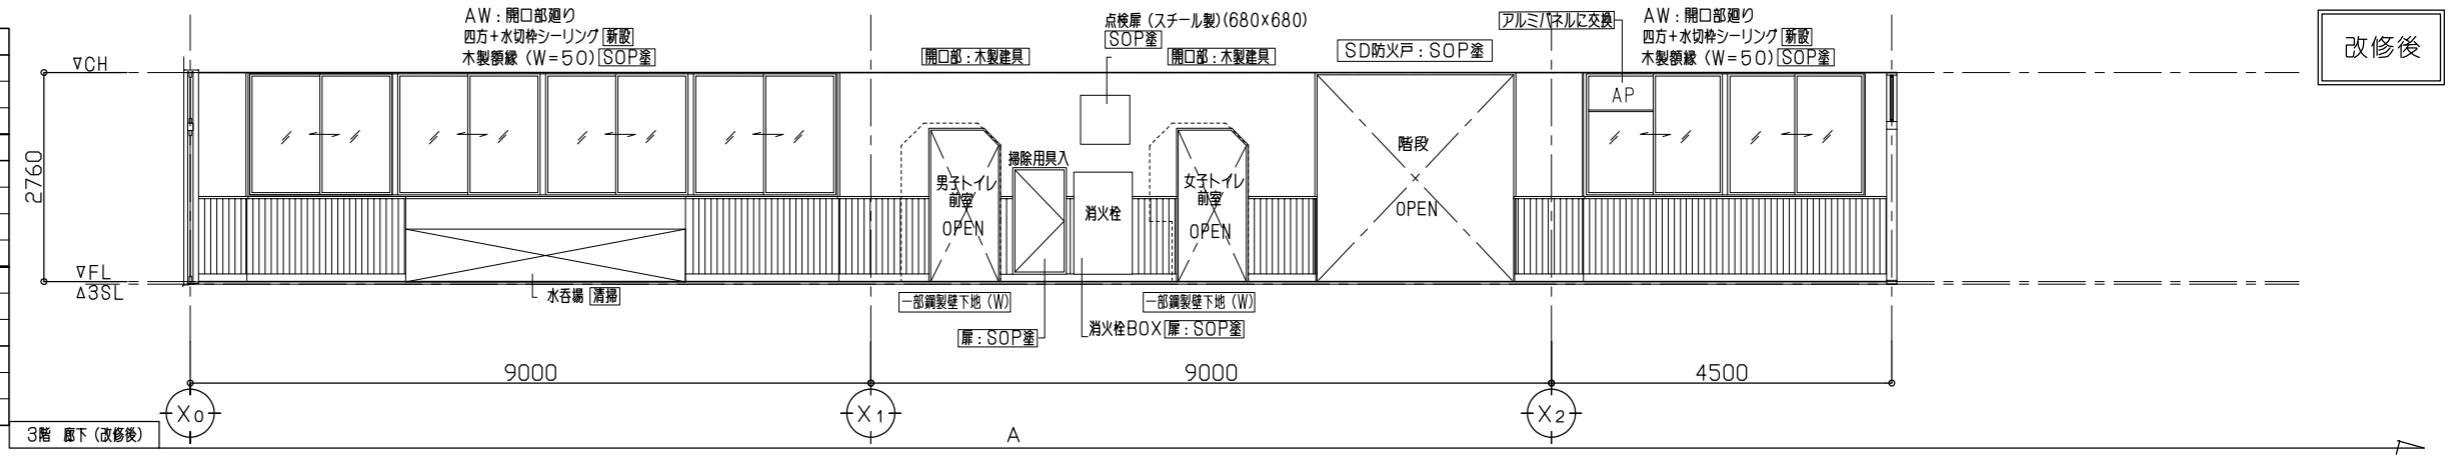 AW：開口部廻り
四方＋水切枠シーリング 新設
木製額縁（W＝50） SOP塗
開口部：木製建具
点検扉（スチール製）(680×680)
SOP塗
開口部：木製建具
SD防火戸：SOP塗
アルミパネルに交換
AW：開口部廻り
四方＋水切枠シーリング 新設
木製額縁（W＝50） SOP塗
改修後
▽CH
2760
▽FL
△3SL
男子トイレ
前室
OPEN
掃除用具入
消火栓
女子トイレ
前室
OPEN
階段
OPEN
AP
水呑場 清掃
一部鋼製壁下地（W）
扉：SOP塗
消火栓BOX 扉：SOP塗
一部鋼製壁下地（W）
9000
9000
4500
X0
X1
X2
3階 廊下（改修後）
A